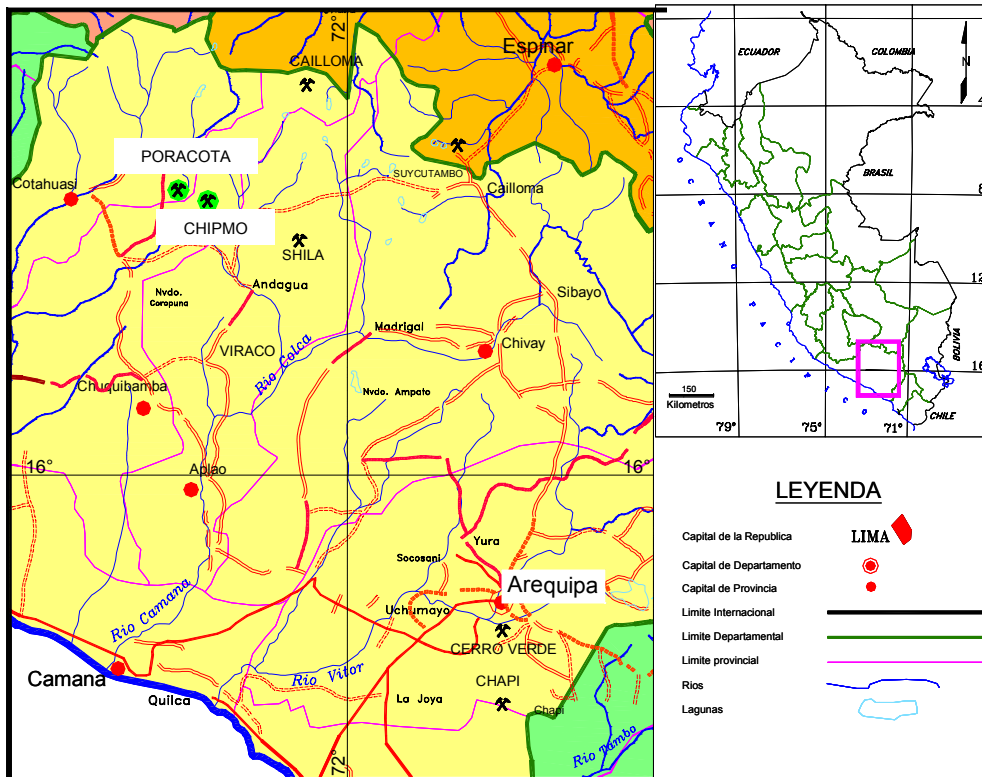 72°
CAILLOMA
Espinar
PORACOTA
SUYCUTAMBO
Cotahuasi
Cailloma
CHIPMO
SHILA
Andagua
Nvdo.
Coropuna
Sibayo
Madrigal
Chivay
VIRACO
Rio Colca
Chuquibamba
Nvdo. Ampato
16°
16°
Aplao
Yura
Socosani
Arequipa
Rio Camana
Uchumayo
CERRO VERDE
Camana
Rio Vitor
CHAPI
Quilca
La Joya
Chapi
Rio Tambo
72°
ECUADOR
COLOMBIA
N
4
BRASIL
8
12
BOLIVIA
16
150
Kilometros
CHILE
79°
75°
71°
LEYENDA
Capital de la Republica
LIMA
Capital de Departamento
Capital de Provincia
Limite Internacional
Limite Departamental
Limite provincial
Rios
Lagunas